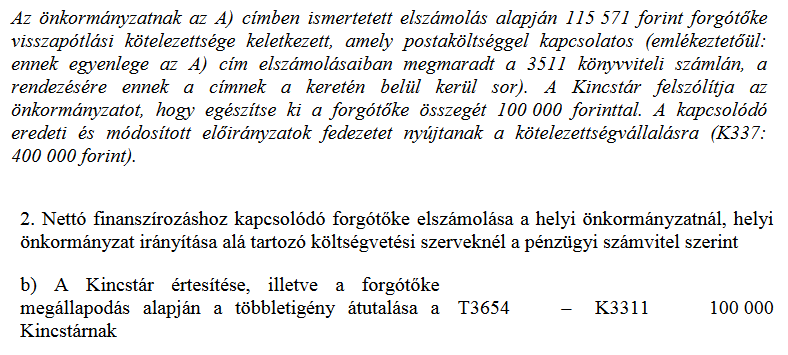 Az önkormányzatnak az A) címben ismertetett elszámolás alapján 115 571 forint forgótőke
visszapótlási kötelezettsége keletkezett, amely postaköltséggel kapcsolatos (emlékeztetőül:
ennek egyenlege az A) cím elszámolásaiban megmaradt a 3511 könyvviteli számlán, a
rendezésére ennek a címnek a keretén belül kerül sor). A Kincstár felszólítja az
önkormányzatot, hogy egészítse ki a forgótőke összegét 100 000 forinttal. A kapcsolódó
eredeti és módosított előirányzatok fedezetet nyújtanak a kötelezettségvállalásra (K337:
400 000 forint).
2. Nettó finanszírozáshoz kapcsolódó forgótőke elszámolása a helyi önkormányzatnál, helyi
önkormányzat irányítása alá tartozó költségvetési szerveknél a pénzügyi számvitel szerint
b) A Kincstár értesítése, illetve a forgótőke
megállapodás alapján a többletigény átutalása a T3654 – K3311 100 000
Kincstárnak